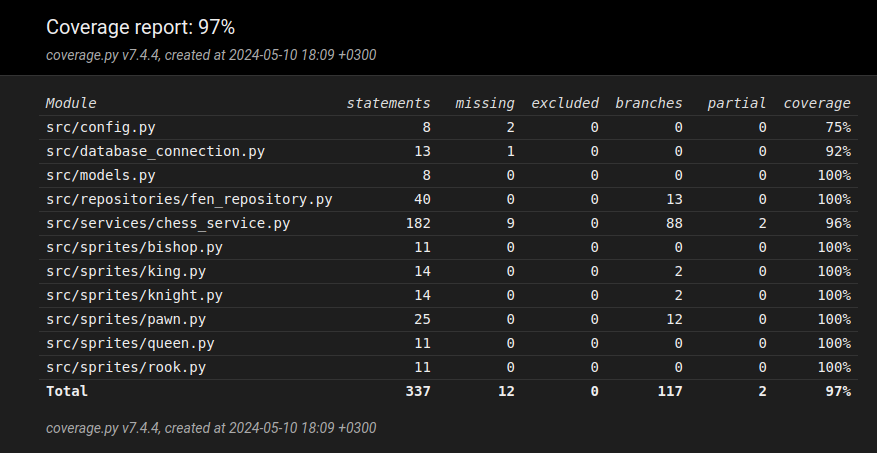 Coverage report: 97%
coverage.py v7.4.4, created at 2024-05-10 18:09 +0300
Module statements missing excluded branches partial coverage
src/config.py 8 2 0 0 0 75%
src/database_connection.py 13 1 0 0 0 92%
src/models.py 8 0 0 0 0 100%
src/repositories/fen_repository.py 40 0 0 13 0 100%
src/services/chess_service.py 182 9 0 88 2 96%
src/sprites/bishop.py 11 0 0 0 0 100%
src/sprites/king.py 14 0 0 2 0 100%
src/sprites/knight.py 14 0 0 2 0 100%
src/sprites/pawn.py 25 0 0 12 0 100%
src/sprites/queen.py 11 0 0 0 0 100%
src/sprites/rook.py 11 0 0 0 0 100%
Total 337 12 0 117 2 97%
coverage.py v7.4.4, created at 2024-05-10 18:09 +0300